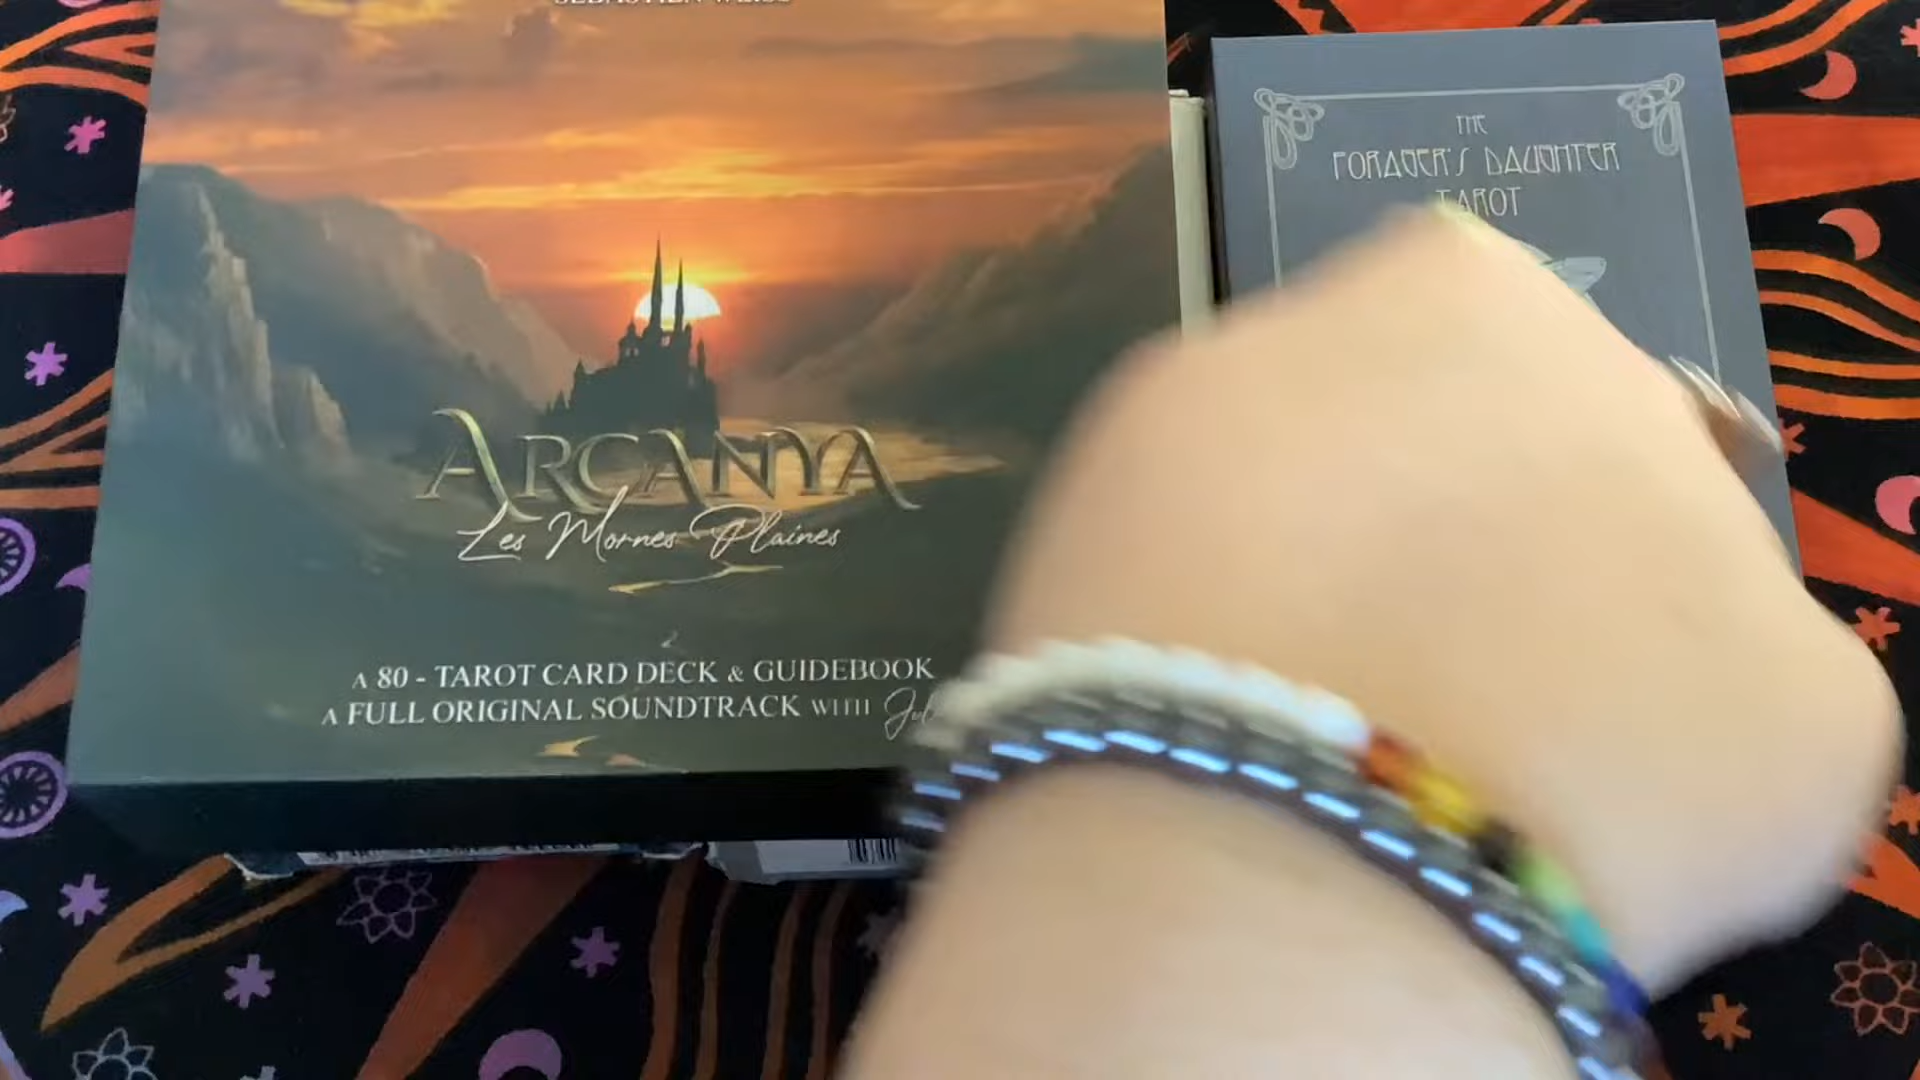 ARCANYA
Les Mornes Plaines
A 80 - TAROT CARD DECK & GUIDEBOOK
A FULL ORIGINAL SOUNDTRACK WITH
THE
FORAGER'S DAUGHTER
TAROT